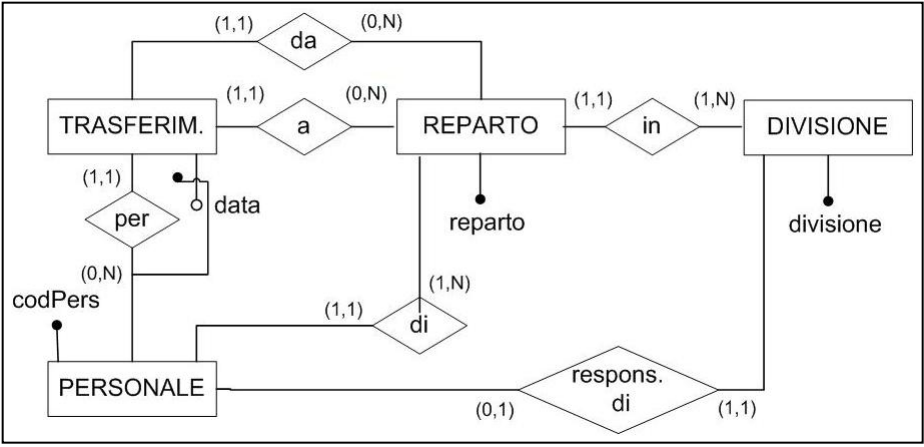 (1,1) da (0,N)
TRASFERIM. (1,1) a (0,N) REPARTO (1,1) in (1,N) DIVISIONE
(1,1)
data
per
reparto
divisione
(0,N)
codPers
(1,N)
(1,1)
di
PERSONALE
respons.
di
(0,1)
(1,1)